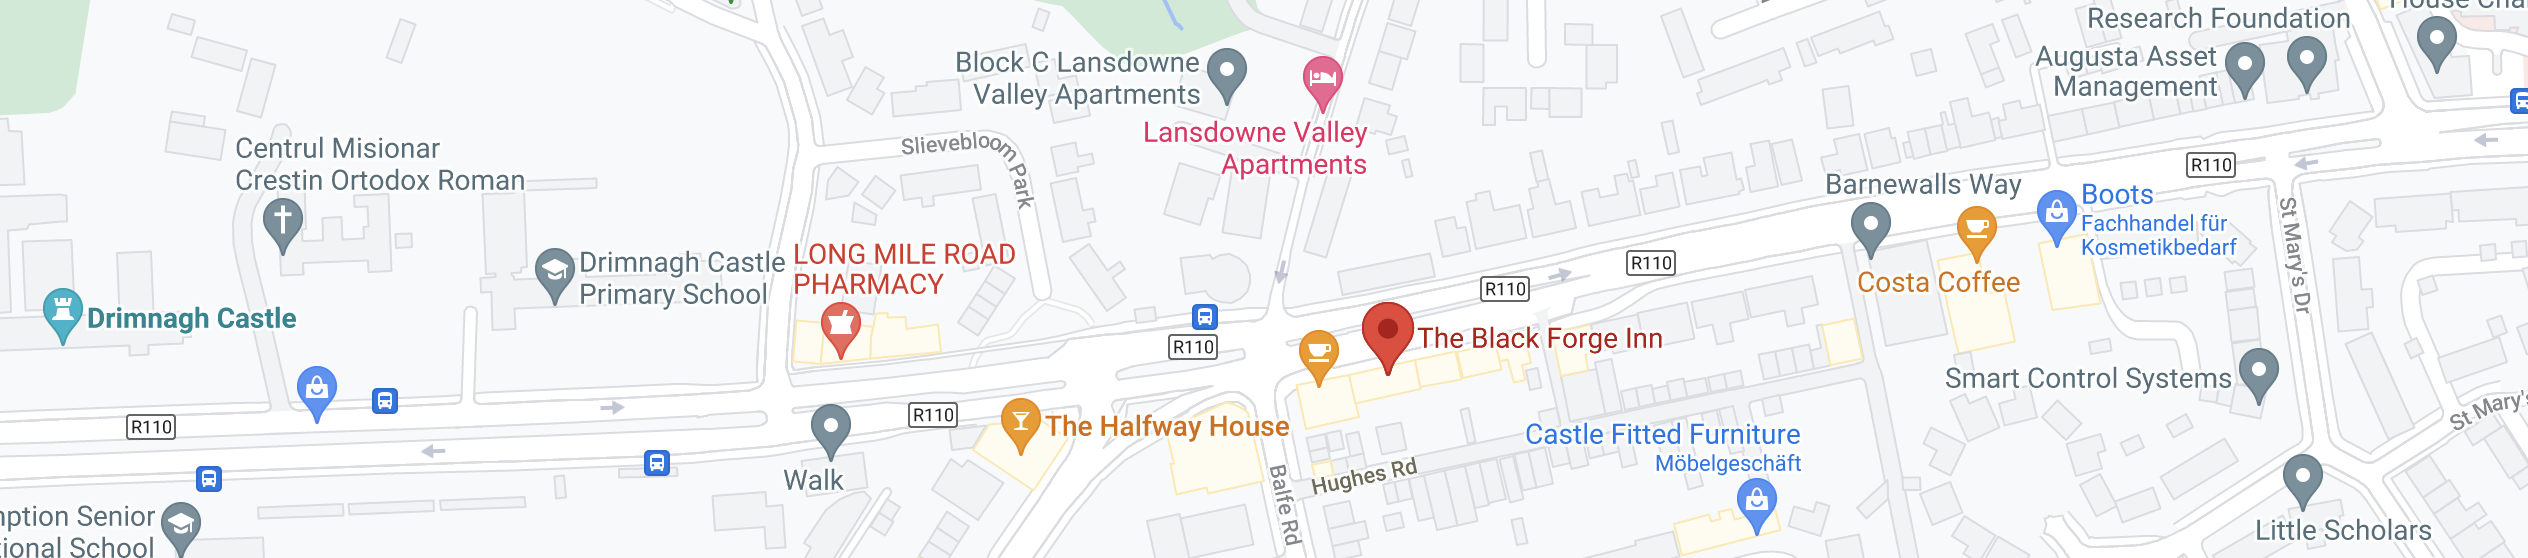 House
Research Foundation
Augusta Asset
Management
Block C Lansdowne
Valley Apartments
Lansdowne Valley
Apartments
Slievebloom Park
Centrul Misionar
Crestin Ortodox Roman
R110
Barnewalls Way
Boots
Fachhandel für
Kosmetikbedarf
St Mary's Dr
Drimnagh Castle
Primary School
LONG MILE ROAD
PHARMACY
R110
R110
Costa Coffee
Drimnagh Castle
R110
The Black Forge Inn
Smart Control Systems
R110
R110
The Halfway House
St Mary's
Castle Fitted Furniture
Möbelgeschäft
Walk
Hughes Rd
Balfe Rd
Senior
School
Little Scholars